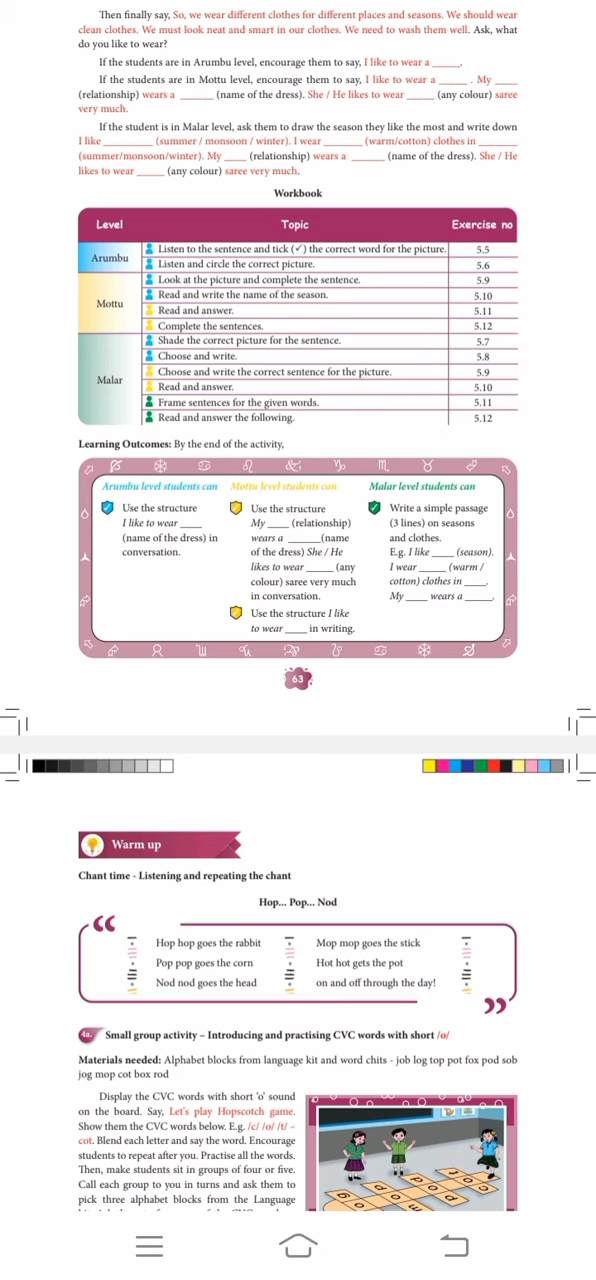 Then finally say, So, we wear different clothes for different places and seasons. We should wear
clean clothes. We must look neat and smart in our clothes. We need to wash them well. Ask, what
do you like to wear?
If the students are in Arumbu level, encourage them to say, I like to wear a _____.
If the students are in Mottu level, encourage them to say, I like to wear a _____ . My ____
(relationship) wears a ______ (name of the dress). She / He likes to wear _____ (any colour) saree
very much.
If the student is in Malar level, ask them to draw the season they like the most and write down
I like _________ (summer / monsoon / winter). I wear _______ (warm/cotton) clothes in _______
(summer/monsoon/winter). My ____ (relationship) wears a ______ (name of the dress). She / He
likes to wear _____ (any colour) saree very much.
Workbook
Level Topic Exercise no
Arumbu
Listen to the sentence and tick (✓) the correct word for the picture. 5.5
Listen and circle the correct picture. 5.6
Mottu
Look at the picture and complete the sentence. 5.9
Read and write the name of the season. 5.10
Read and answer. 5.11
Complete the sentences. 5.12
Malar
Shade the correct picture for the sentence. 5.7
Choose and write. 5.8
Choose and write the correct sentence for the picture. 5.9
Read and answer. 5.10
Frame sentences for the given words. 5.11
Read and answer the following. 5.12
Learning Outcomes: By the end of the activity,
Arumbu level students can
Use the structure
I like to wear ____
(name of the dress) in
conversation.
Mottu level students can
Use the structure
My ____ (relationship)
wears a ______(name
of the dress) She / He
likes to wear _____ (any
colour) saree very much
in conversation.
Use the structure I like
to wear ____ in writing.
Malar level students can
Write a simple passage
(3 lines) on seasons
and clothes.
E.g. I like ____ (season).
I wear _____ (warm /
cotton) clothes in ____.
My ____ wears a _____.
63
Warm up
Chant time - Listening and repeating the chant
Hop... Pop... Nod
Hop hop goes the rabbit
Pop pop goes the corn
Nod nod goes the head
Mop mop goes the stick
Hot hot gets the pot
on and off through the day!
4a. Small group activity – Introducing and practising CVC words with short /o/
Materials needed: Alphabet blocks from language kit and word chits - job log top pot fox pod sob
jog mop cot box rod
Display the CVC words with short 'o' sound
on the board. Say, Let's play Hopscotch game.
Show them the CVC words below. E.g. /c/ /o/ /t/ –
cot. Blend each letter and say the word. Encourage
students to repeat after you. Practise all the words.
Then, make students sit in groups of four or five.
Call each group to you in turns and ask them to
pick three alphabet blocks from the Language